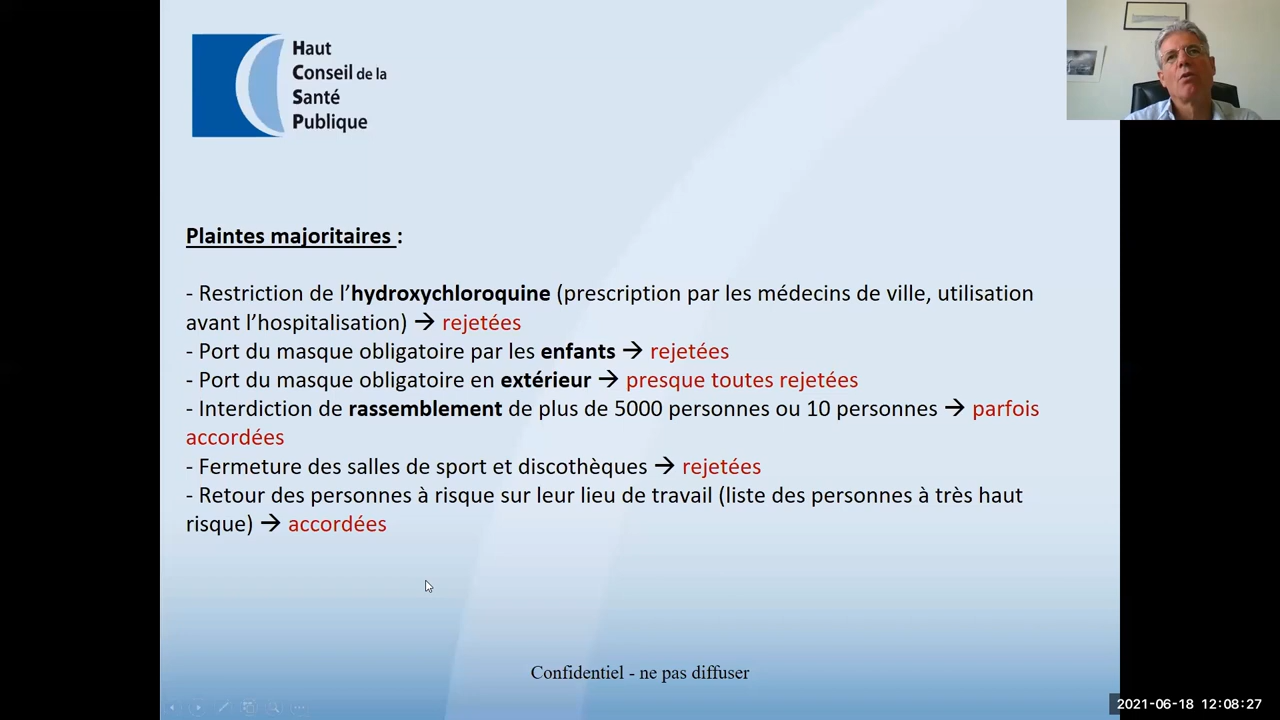 Haut
Conseil de la
Santé
Publique
Plaintes majoritaires :
- Restriction de l’hydroxychloroquine (prescription par les médecins de ville, utilisation
avant l’hospitalisation) → rejetées
- Port du masque obligatoire par les enfants → rejetées
- Port du masque obligatoire en extérieur → presque toutes rejetées
- Interdiction de rassemblement de plus de 5000 personnes ou 10 personnes → parfois
accordées
- Fermeture des salles de sport et discothèques → rejetées
- Retour des personnes à risque sur leur lieu de travail (liste des personnes à très haut
risque) → accordées
Confidentiel - ne pas diffuser
2021-06-18 12:08:27